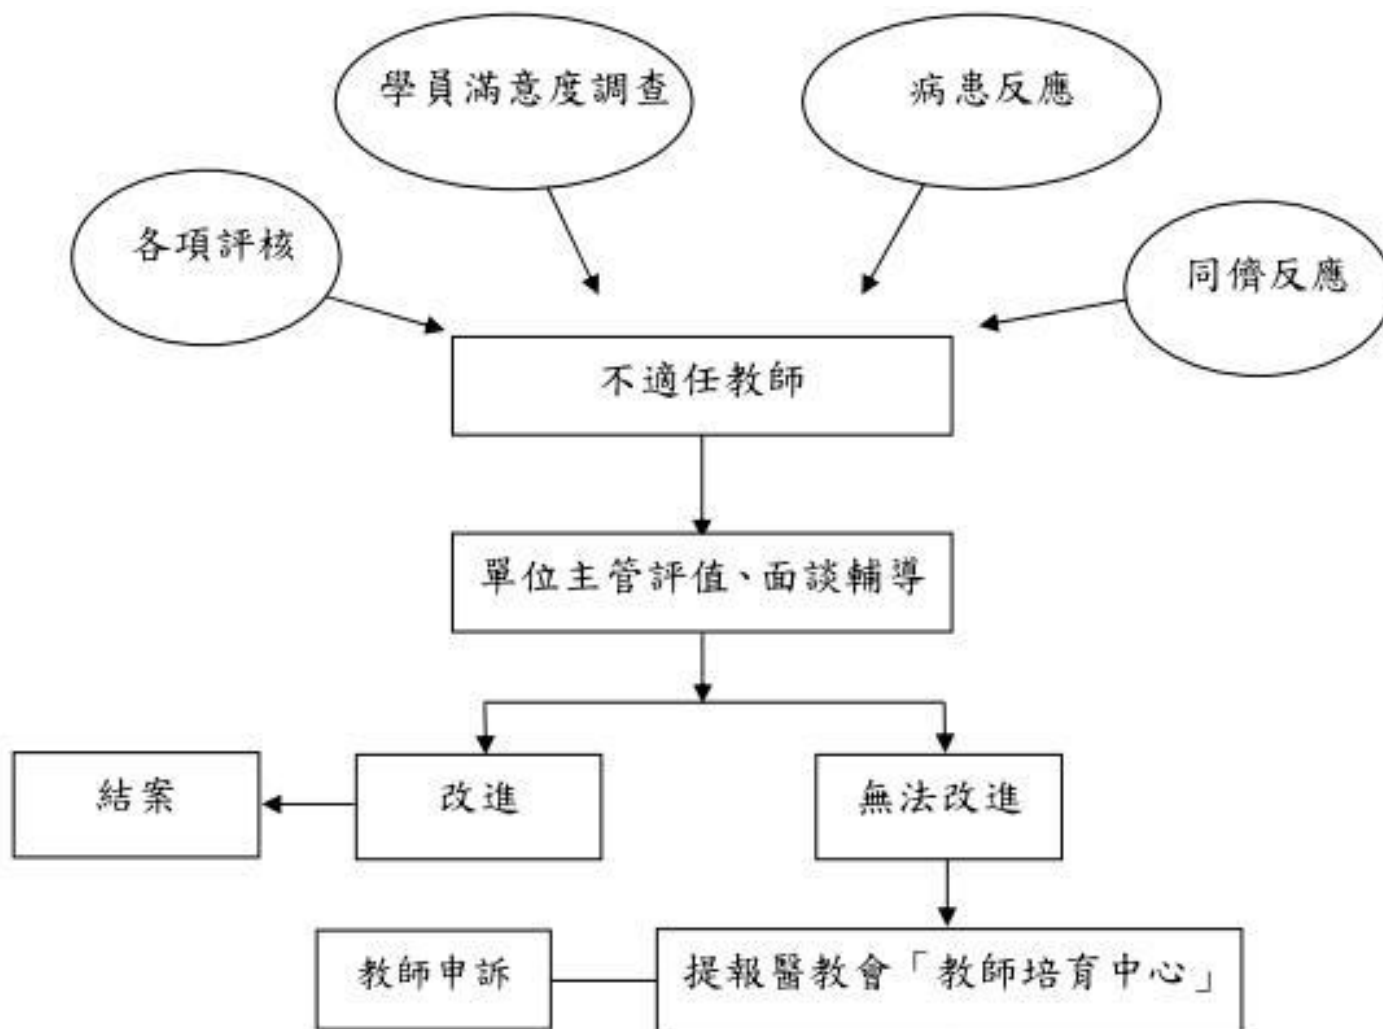 學員滿意度調查
病患反應
各項評核
同儕反應
不適任教師
單位主管評值、面談輔導
結案
改進
無法改進
教師申訴
提報醫教會「教師培育中心」